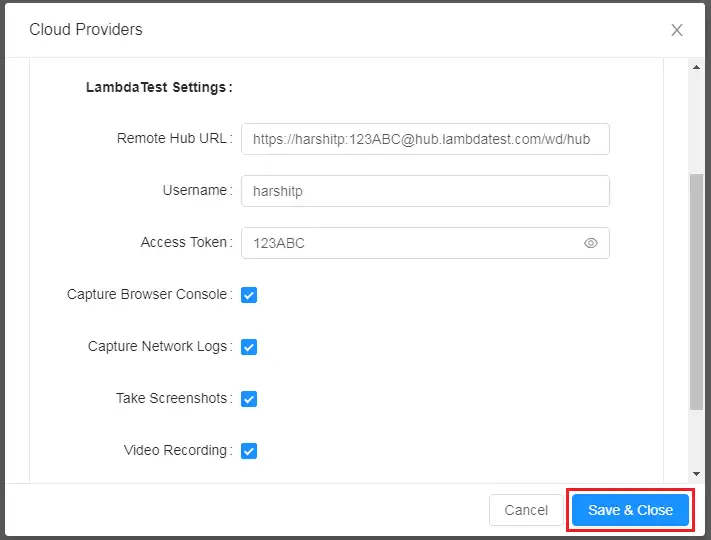 Cloud Providers
LambdaTest Settings :
Remote Hub URL : https://harshitp:123ABC@hub.lambdatest.com/wd/hub
Username : harshitp
Access Token : 123ABC
Capture Browser Console :
Capture Network Logs :
Take Screenshots :
Video Recording :
Cancel Save & Close